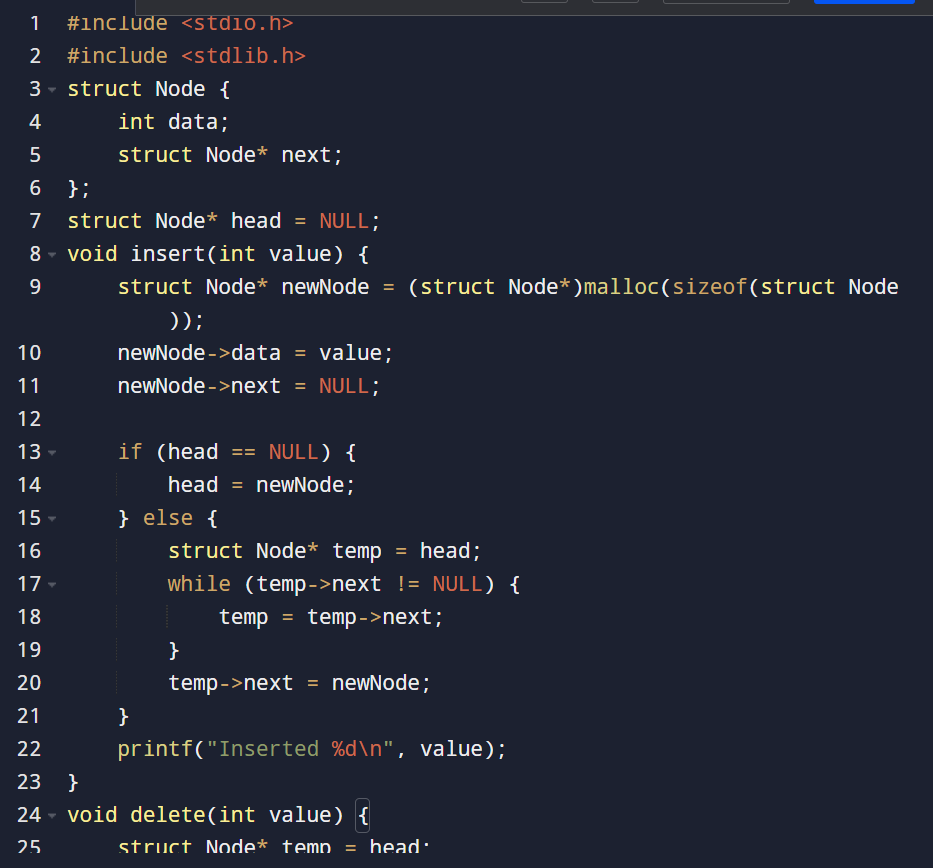 1 #include <stdio.h>
2 #include <stdlib.h>
3 struct Node {
4     int data;
5     struct Node* next;
6 };
7 struct Node* head = NULL;
8 void insert(int value) {
9     struct Node* newNode = (struct Node*)malloc(sizeof(struct Node
        ));
10     newNode->data = value;
11     newNode->next = NULL;
12
13     if (head == NULL) {
14         head = newNode;
15     } else {
16         struct Node* temp = head;
17         while (temp->next != NULL) {
18             temp = temp->next;
19         }
20         temp->next = newNode;
21     }
22     printf("Inserted %d\n", value);
23 }
24 void delete(int value) {
25     struct Node* temp = head;